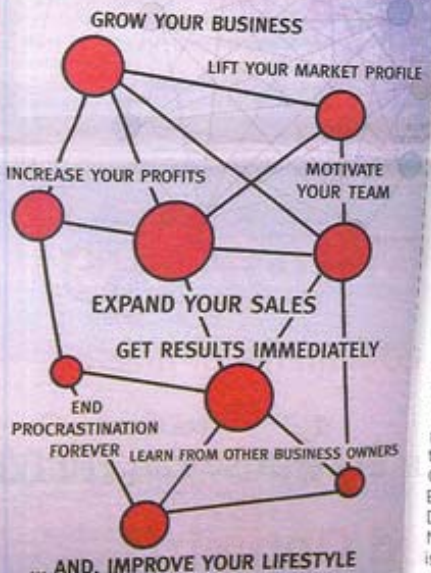 GROW YOUR BUSINESS
LIFT YOUR MARKET PROFILE
INCREASE YOUR PROFITS
MOTIVATE
YOUR TEAM
EXPAND YOUR SALES
GET RESULTS IMMEDIATELY
END
PROCRASTINATION
FOREVER
LEARN FROM OTHER BUSINESS OWNERS
... AND, IMPROVE YOUR LIFESTYLE